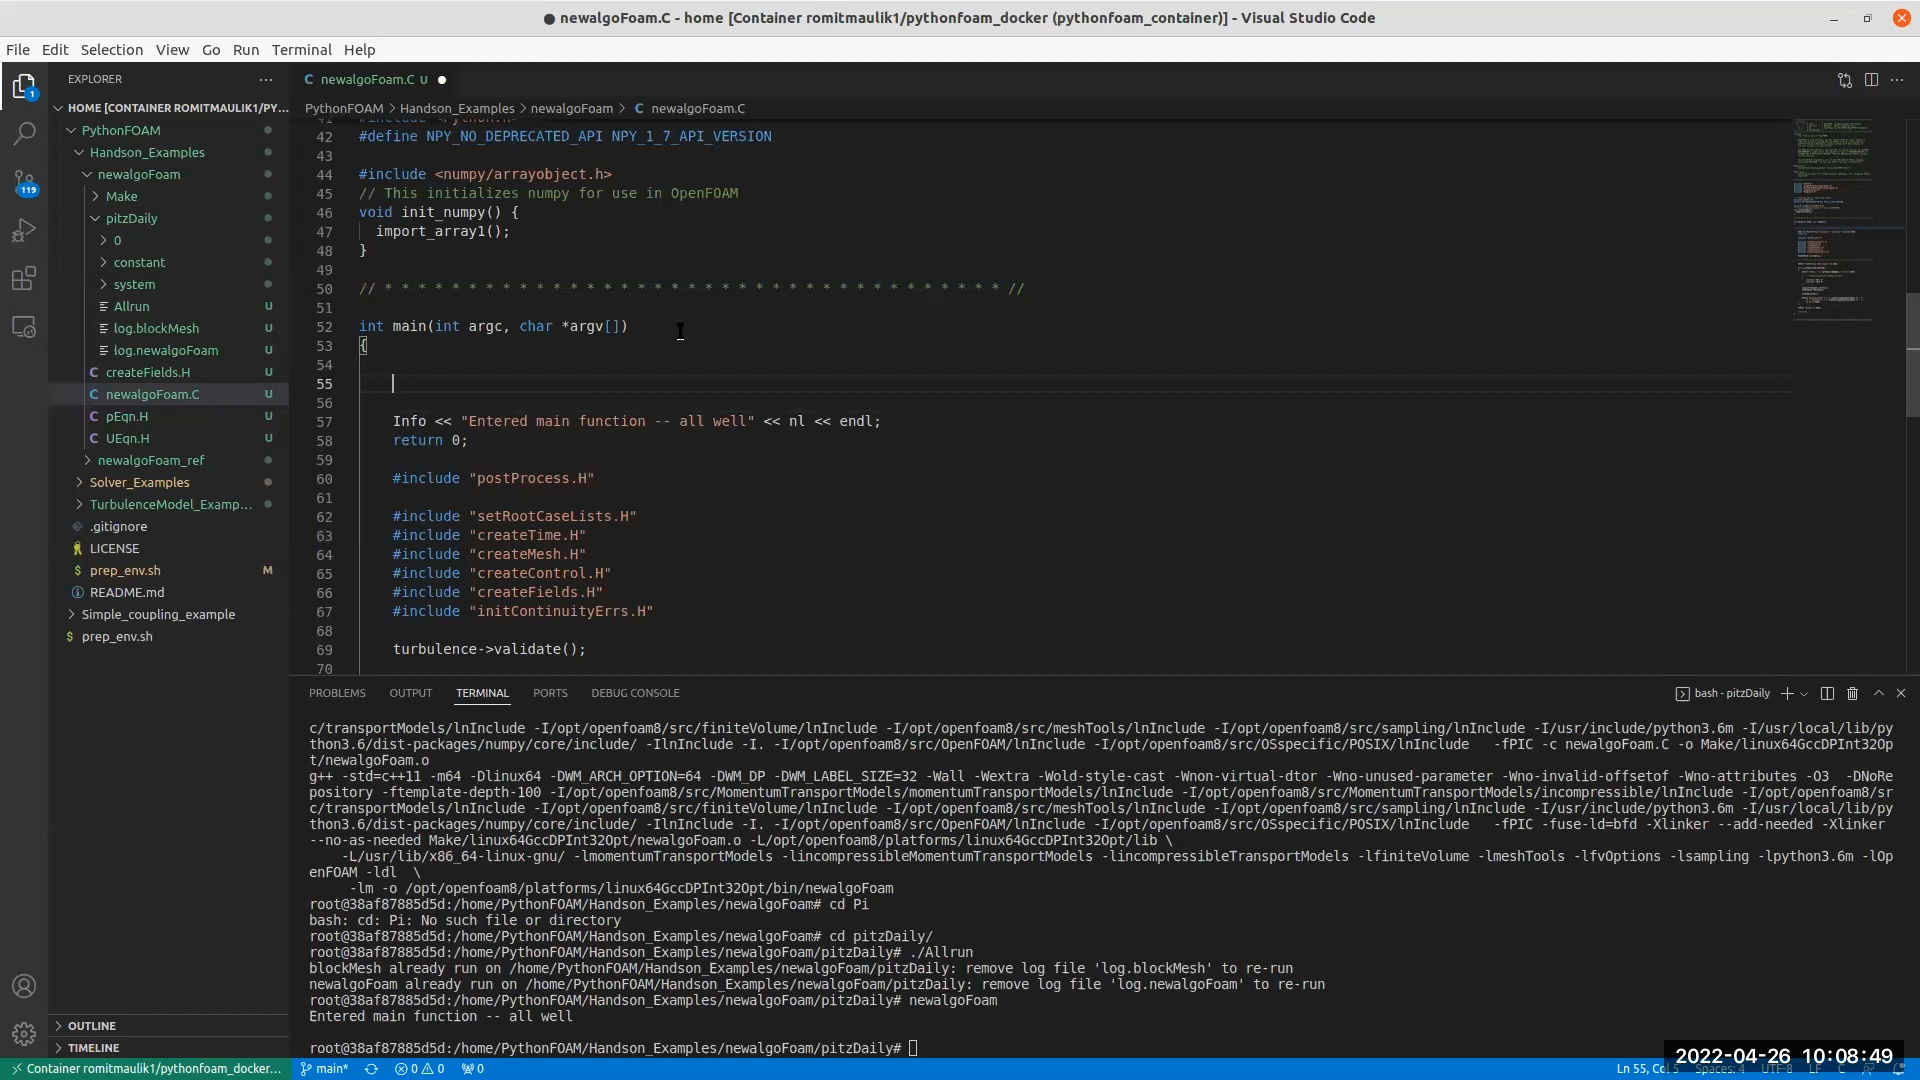 ● newalgoFoam.C - home [Container romitmaulik1/pythonfoam_docker (pythonfoam_container)] - Visual Studio Code
File Edit Selection View Go Run Terminal Help
EXPLORER
HOME [CONTAINER ROMITMAULIK1/PY...
PythonFOAM
Handson_Examples
newalgoFoam
Make
pitzDaily
0
constant
system
Allrun U
log.blockMesh U
log.newalgoFoam U
createFields.H U
newalgoFoam.C U
pEqn.H U
UEqn.H U
newalgoFoam_ref
Solver_Examples
TurbulenceModel_Examp...
.gitignore
LICENSE
prep_env.sh M
README.md
Simple_coupling_example
prep_env.sh
OUTLINE
TIMELINE
1
119
C newalgoFoam.C U ●
PythonFOAM > Handson_Examples > newalgoFoam > C newalgoFoam.C
41 #include <Python.h>
42 #define NPY_NO_DEPRECATED_API NPY_1_7_API_VERSION
43
44 #include <numpy/arrayobject.h>
45 // This initializes numpy for use in OpenFOAM
46 void init_numpy() {
47 import_array1();
48 }
49
50 // * * * * * * * * * * * * * * * * * * * * * * * * * * * * * * * * * * * * * //
51
52 int main(int argc, char *argv[])
53 {
54
55
56
57 Info << "Entered main function -- all well" << nl << endl;
58 return 0;
59
60 #include "postProcess.H"
61
62 #include "setRootCaseLists.H"
63 #include "createTime.H"
64 #include "createMesh.H"
65 #include "createControl.H"
66 #include "createFields.H"
67 #include "initContinuityErrs.H"
68
69 turbulence->validate();
70
PROBLEMS OUTPUT TERMINAL PORTS DEBUG CONSOLE
bash - pitzDaily
c/transportModels/lnInclude -I/opt/openfoam8/src/finiteVolume/lnInclude -I/opt/openfoam8/src/meshTools/lnInclude -I/opt/openfoam8/src/sampling/lnInclude -I/usr/include/python3.6m -I/usr/local/lib/py
thon3.6/dist-packages/numpy/core/include/ -IlnInclude -I. -I/opt/openfoam8/src/OpenFOAM/lnInclude -I/opt/openfoam8/src/OSspecific/POSIX/lnInclude   -fPIC -c newalgoFoam.C -o Make/linux64GccDPInt32Op
t/newalgoFoam.o
g++ -std=c++11 -m64 -Dlinux64 -DWM_ARCH_OPTION=64 -DWM_DP -DWM_LABEL_SIZE=32 -Wall -Wextra -Wold-style-cast -Wnon-virtual-dtor -Wno-unused-parameter -Wno-invalid-offsetof -Wno-attributes -O3  -DNoRe
pository -ftemplate-depth-100 -I/opt/openfoam8/src/MomentumTransportModels/momentumTransportModels/lnInclude -I/opt/openfoam8/src/MomentumTransportModels/incompressible/lnInclude -I/opt/openfoam8/sr
c/transportModels/lnInclude -I/opt/openfoam8/src/finiteVolume/lnInclude -I/opt/openfoam8/src/meshTools/lnInclude -I/opt/openfoam8/src/sampling/lnInclude -I/usr/include/python3.6m -I/usr/local/lib/py
thon3.6/dist-packages/numpy/core/include/ -IlnInclude -I. -I/opt/openfoam8/src/OpenFOAM/lnInclude -I/opt/openfoam8/src/OSspecific/POSIX/lnInclude   -fPIC -fuse-ld=bfd -Xlinker --add-needed -Xlinker
--no-as-needed Make/linux64GccDPInt32Opt/newalgoFoam.o -L/opt/openfoam8/platforms/linux64GccDPInt32Opt/lib \
-L/usr/lib/x86_64-linux-gnu/ -lmomentumTransportModels -lincompressibleMomentumTransportModels -lincompressibleTransportModels -lfiniteVolume -lmeshTools -lfvOptions -lsampling -lpython3.6m -lOp
enFOAM -ldl  \
-lm -o /opt/openfoam8/platforms/linux64GccDPInt32Opt/bin/newalgoFoam
root@38af87885d5d:/home/PythonFOAM/Handson_Examples/newalgoFoam# cd Pi
bash: cd: Pi: No such file or directory
root@38af87885d5d:/home/PythonFOAM/Handson_Examples/newalgoFoam# cd pitzDaily/
root@38af87885d5d:/home/PythonFOAM/Handson_Examples/newalgoFoam/pitzDaily# ./Allrun
blockMesh already run on /home/PythonFOAM/Handson_Examples/newalgoFoam/pitzDaily: remove log file 'log.blockMesh' to re-run
newalgoFoam already run on /home/PythonFOAM/Handson_Examples/newalgoFoam/pitzDaily: remove log file 'log.newalgoFoam' to re-run
root@38af87885d5d:/home/PythonFOAM/Handson_Examples/newalgoFoam/pitzDaily# newalgoFoam
Entered main function -- all well
root@38af87885d5d:/home/PythonFOAM/Handson_Examples/newalgoFoam/pitzDaily#
Container romitmaulik1/pythonfoam_docker... main* 0 0 0 Ln 55, Col 5 Spaces: 4 UTF-8 LF C
2022-04-26 10:08:49